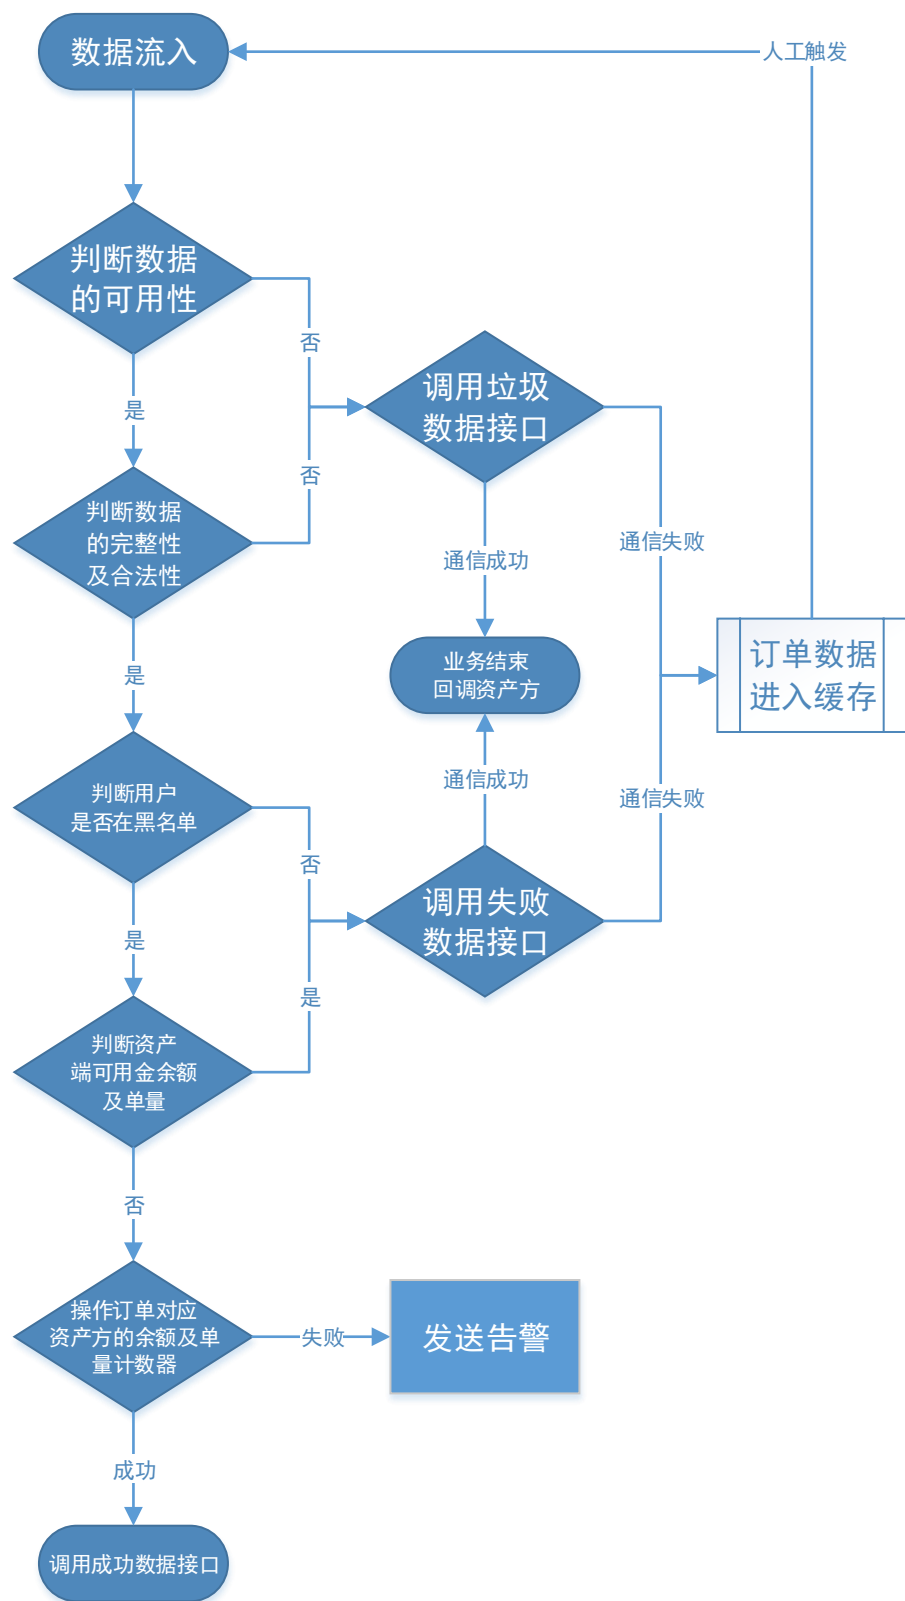 数据流入
人工触发
判断数据
的可用性
否
调用垃圾
数据接口
是
否
判断数据
的完整性
及合法性
通信成功
通信失败
业务结束
回调资产方
订单数据
进入缓存
是
通信成功
通信失败
判断用户
是否在黑名单
否
调用失败
数据接口
是
是
判断资产
端可用金余额
及单量
否
操作订单对应
资产方的余额及单
量计数器
失败
发送告警
成功
调用成功数据接口